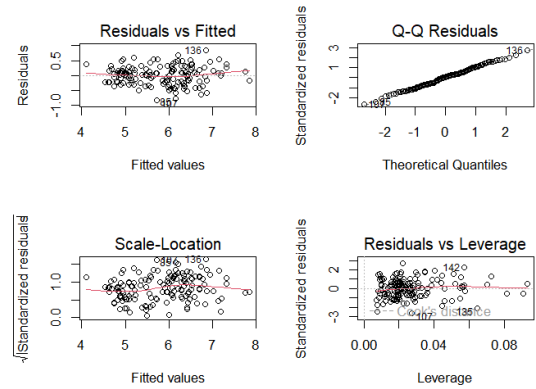 Residuals vs Fitted
Residuals
0.5
-1.0
136
107
4 5 6 7 8
Fitted values
Q-Q Residuals
Standardized residuals
3
0
-2
136
-2 -1 0 1 2
Theoretical Quantiles
Scale-Location
√|Standardized residuals|
1.0
0.0
136
4 5 6 7 8
Fitted values
Residuals vs Leverage
Standardized residuals
2
0
-3
142
107
135
Cook's distance
0.00 0.04 0.08
Leverage